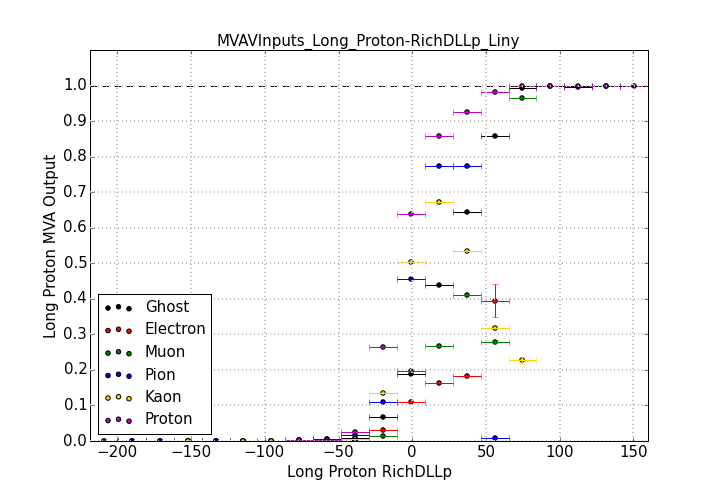 MVAVInputs_Long_Proton-RichDLLp_Liny
Long Proton MVA Output
1.0
0.9
0.8
0.7
0.6
0.5
0.4
0.3
0.2
0.1
0.0
Ghost
Electron
Muon
Pion
Kaon
Proton
−200 −150 −100 −50 0 50 100 150
Long Proton RichDLLp